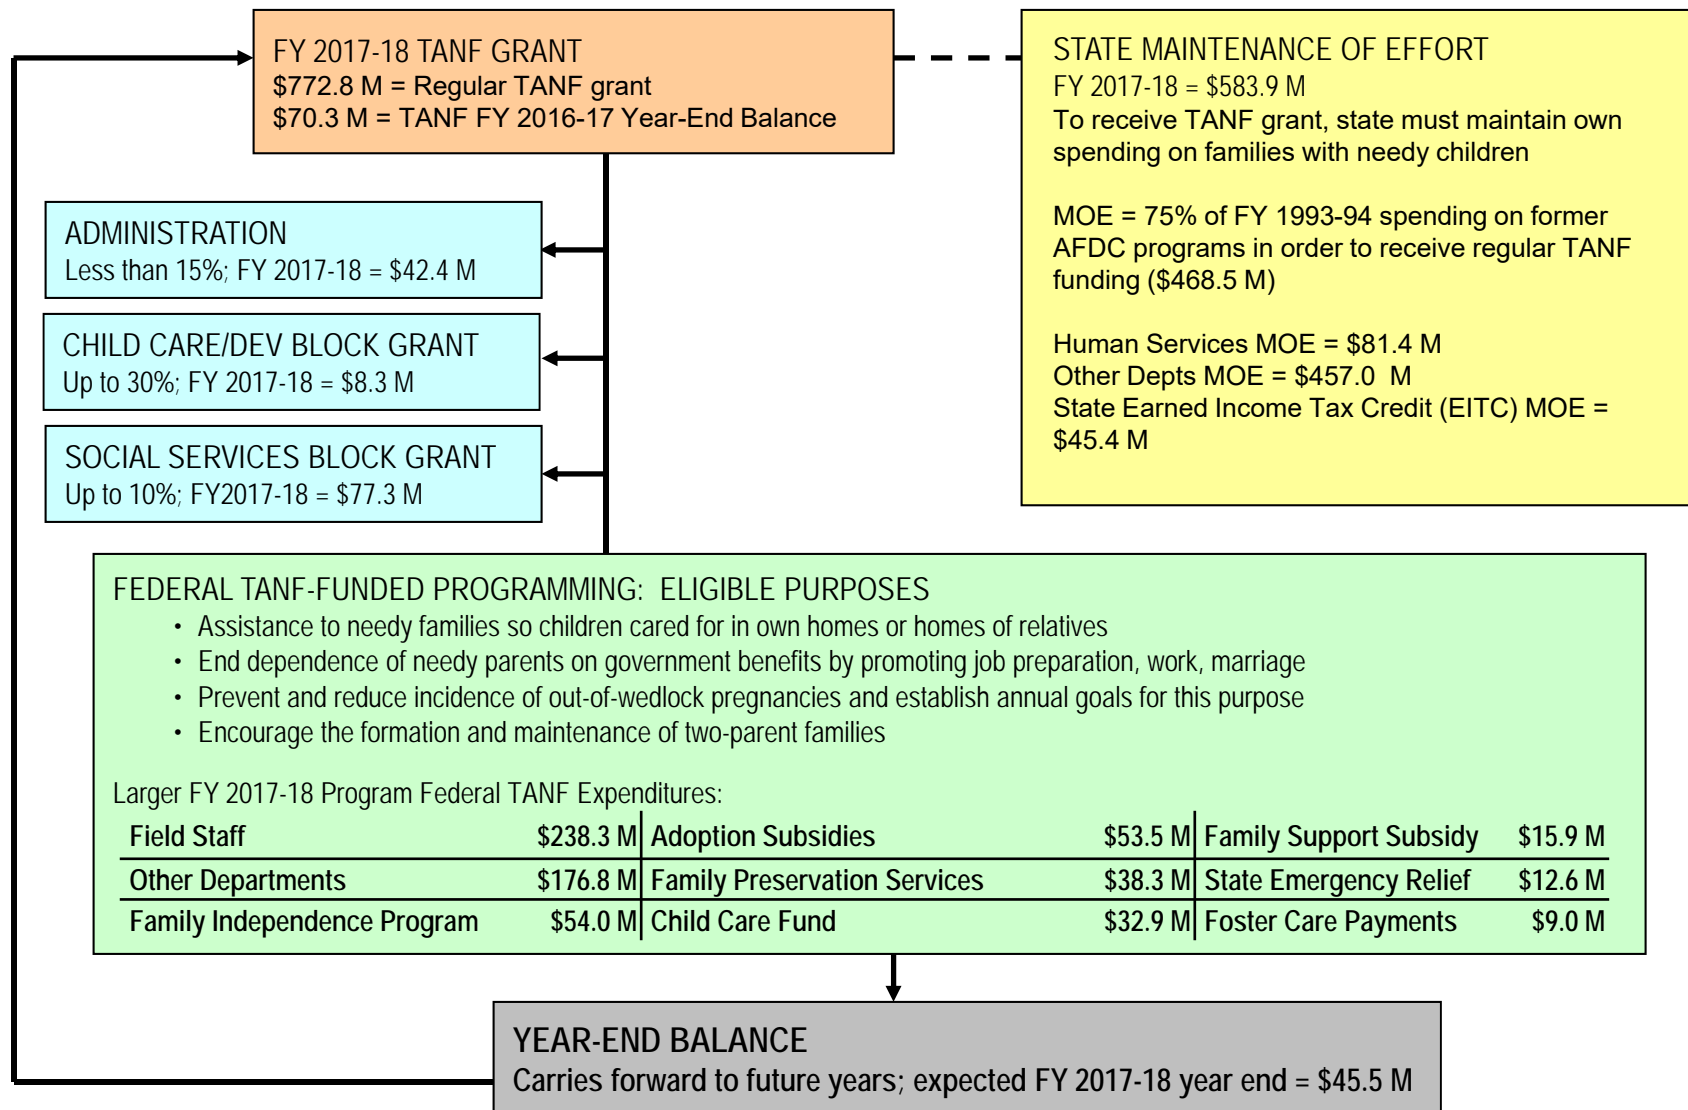 FY 2017-18 TANF GRANT
$772.8 M = Regular TANF grant
$70.3 M = TANF FY 2016-17 Year-End Balance
STATE MAINTENANCE OF EFFORT
FY 2017-18 = $583.9 M
To receive TANF grant, state must maintain own
spending on families with needy children
MOE = 75% of FY 1993-94 spending on former
AFDC programs in order to receive regular TANF
funding ($468.5 M)
Human Services MOE = $81.4 M
Other Depts MOE = $457.0 M
State Earned Income Tax Credit (EITC) MOE =
$45.4 M
ADMINISTRATION
Less than 15%; FY 2017-18 = $42.4 M
CHILD CARE/DEV BLOCK GRANT
Up to 30%; FY 2017-18 = $8.3 M
SOCIAL SERVICES BLOCK GRANT
Up to 10%; FY2017-18 = $77.3 M
FEDERAL TANF-FUNDED PROGRAMMING: ELIGIBLE PURPOSES
• Assistance to needy families so children cared for in own homes or homes of relatives
• End dependence of needy parents on government benefits by promoting job preparation, work, marriage
• Prevent and reduce incidence of out-of-wedlock pregnancies and establish annual goals for this purpose
• Encourage the formation and maintenance of two-parent families
Larger FY 2017-18 Program Federal TANF Expenditures:
Field Staff $238.3 M Adoption Subsidies $53.5 M Family Support Subsidy $15.9 M
Other Departments $176.8 M Family Preservation Services $38.3 M State Emergency Relief $12.6 M
Family Independence Program $54.0 M Child Care Fund $32.9 M Foster Care Payments $9.0 M
YEAR-END BALANCE
Carries forward to future years; expected FY 2017-18 year end = $45.5 M